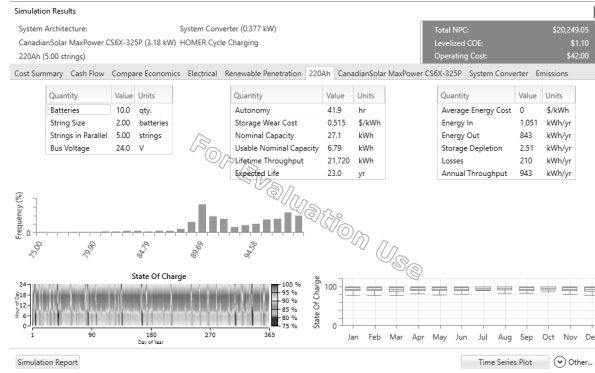 Simulation Results
System Architecture: System Converter (0.377 kW)
CanadianSolar MaxPower CS6X-325P (3.18 kW) HOMER Cycle Charging
220Ah (5.00 strings)
Total NPC: $20,249.05
Levelized COE: $1.10
Operating Cost: $42.00
Cost Summary Cash Flow Compare Economics Electrical Renewable Penetration 220Ah CanadianSolar MaxPower CS6X-325P System Converter Emissions
Quantity Value Units
Batteries 10.0 qty.
String Size 2.00 batteries
Strings in Parallel 5.00 strings
Bus Voltage 24.0 V
Quantity Value Units
Autonomy 41.9 hr
Storage Wear Cost 0.515 $/kWh
Nominal Capacity 27.1 kWh
Usable Nominal Capacity 6.79 kWh
Lifetime Throughput 21,720 kWh
Expected Life 23.0 yr
Quantity Value Units
Average Energy Cost 0 $/kWh
Energy In 1,051 kWh/yr
Energy Out 843 kWh/yr
Storage Depletion 2.51 kWh/yr
Losses 210 kWh/yr
Annual Throughput 943 kWh/yr
For Evaluation Use
Frequency (%)
0
75.00 79.90 84.79 89.69 94.58
State Of Charge
Hour of Day
24
18
12
6
0
1 90 180 270 365
Day of Year
100 %
95 %
90 %
85 %
80 %
75 %
State Of Charge
100
0
Jan Feb Mar Apr May Jun Jul Aug Sep Oct Nov De
Simulation Report Time Series Plot Other...